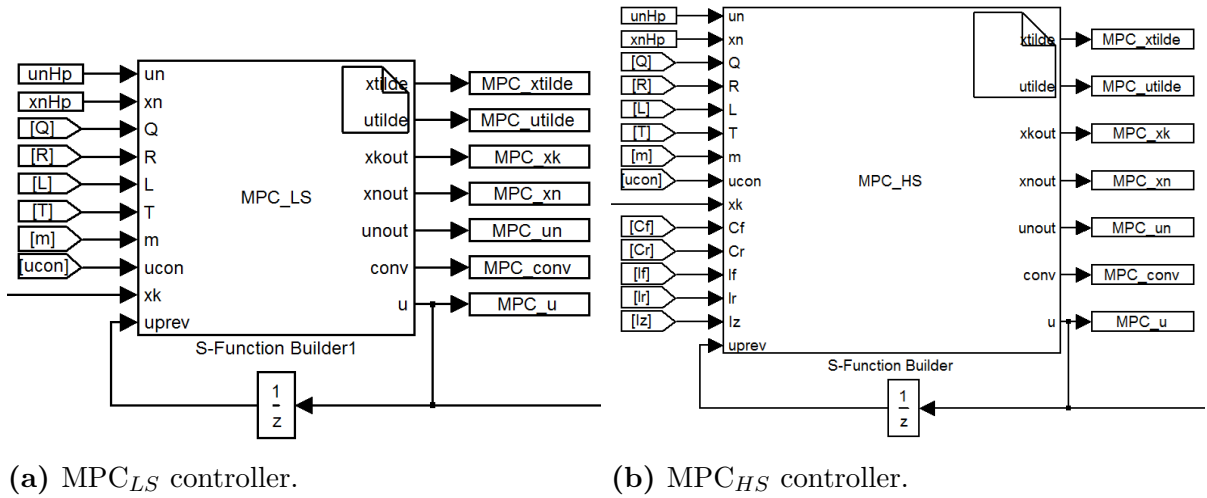 unHp
xnHp
[Q]
[R]
[L]
[T]
[m]
[ucon]
un
xn
Q
R
L
T
m
ucon
xk
uprev
MPC_LS
xtilde
utilde
xkout
xnout
unout
conv
u
MPC_xtilde
MPC_utilde
MPC_xk
MPC_xn
MPC_un
MPC_conv
MPC_u
S-Function Builder1
1
z
(a) MPC_LS controller.
unHp
xnHp
[Q]
[R]
[L]
[T]
[m]
[ucon]
[Cf]
[Cr]
[lf]
[lr]
[Iz]
un
xn
Q
R
L
T
m
ucon
xk
Cf
Cr
lf
lr
Iz
uprev
MPC_HS
xtilde
utilde
xkout
xnout
unout
conv
u
MPC_xtilde
MPC_utilde
MPC_xk
MPC_xn
MPC_un
MPC_conv
MPC_u
S-Function Builder
1
z
(b) MPC_HS controller.